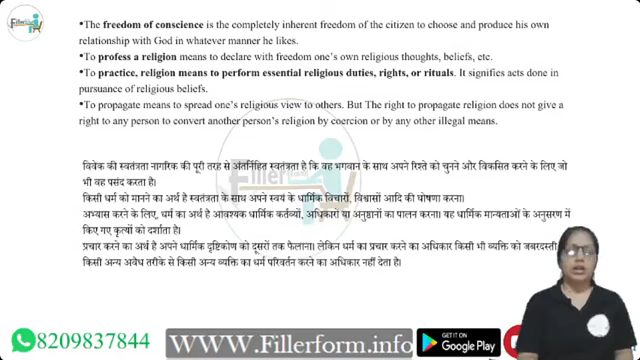 Fillerform
•The freedom of conscience is the completely inherent freedom of the citizen to choose and produce his own
relationship with God in whatever manner he likes.
•To profess a religion means to declare with freedom one's own religious thoughts, beliefs, etc.
•To practice, religion means to perform essential religious duties, rights, or rituals. It signifies acts done in
pursuance of religious beliefs.
•To propagate means to spread one's religious view to others. But The right to propagate religion does not give a
right to any person to convert another person's religion by coercion or by any other illegal means.
विवेक की स्वतंत्रता नागरिक की पूरी तरह से अंतर्निहित स्वतंत्रता है कि वह भगवान के साथ अपने रिश्ते को चुनने और विकसित करने के लिए जो
भी वह पसंद करता है।
किसी धर्म को मानने का अर्थ है स्वतंत्रता के साथ अपने स्वयं के धार्मिक विचारों, विश्वासों आदि की घोषणा करना।
अभ्यास करने के लिए, धर्म का अर्थ है आवश्यक धार्मिक कर्तव्यों, अधिकारों या अनुष्ठानों का पालन करना। यह धार्मिक मान्यताओं के अनुसरण में
किए गए कृत्यों को दर्शाता है।
प्रचार करने का अर्थ है अपने धार्मिक दृष्टिकोण को दूसरों तक फैलाना। लेकिन धर्म का प्रचार करने का अधिकार किसी भी व्यक्ति को जबरदस्ती
किसी अन्य अवैध तरीके से किसी अन्य व्यक्ति का धर्म परिवर्तन करने का अधिकार नहीं देता है।
8209837844
WWW.Fillerform.info
GET IT ON
Google Play